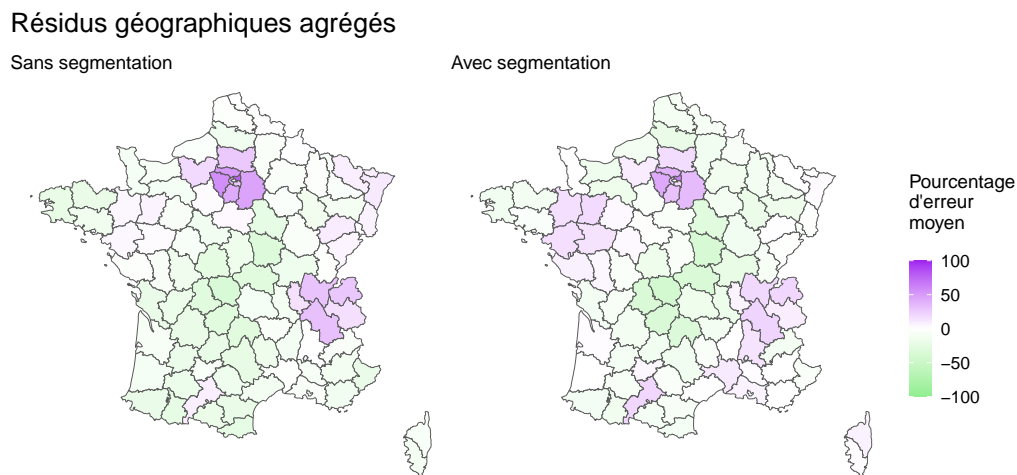 Résidus géographiques agrégés
Sans segmentation
Avec segmentation
Pourcentage
d'erreur
moyen
100
50
0
−50
−100